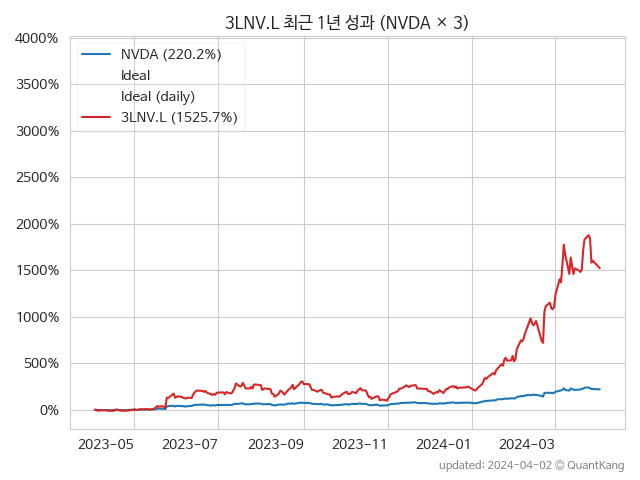 3LNV.L 최근 1년 성과 (NVDA × 3)
4000%
3500%
3000%
2500%
2000%
1500%
1000%
500%
0%
NVDA (220.2%)
Ideal
Ideal (daily)
3LNV.L (1525.7%)
2023-05 2023-07 2023-09 2023-11 2024-01 2024-03
updated: 2024-04-02 © QuantKang